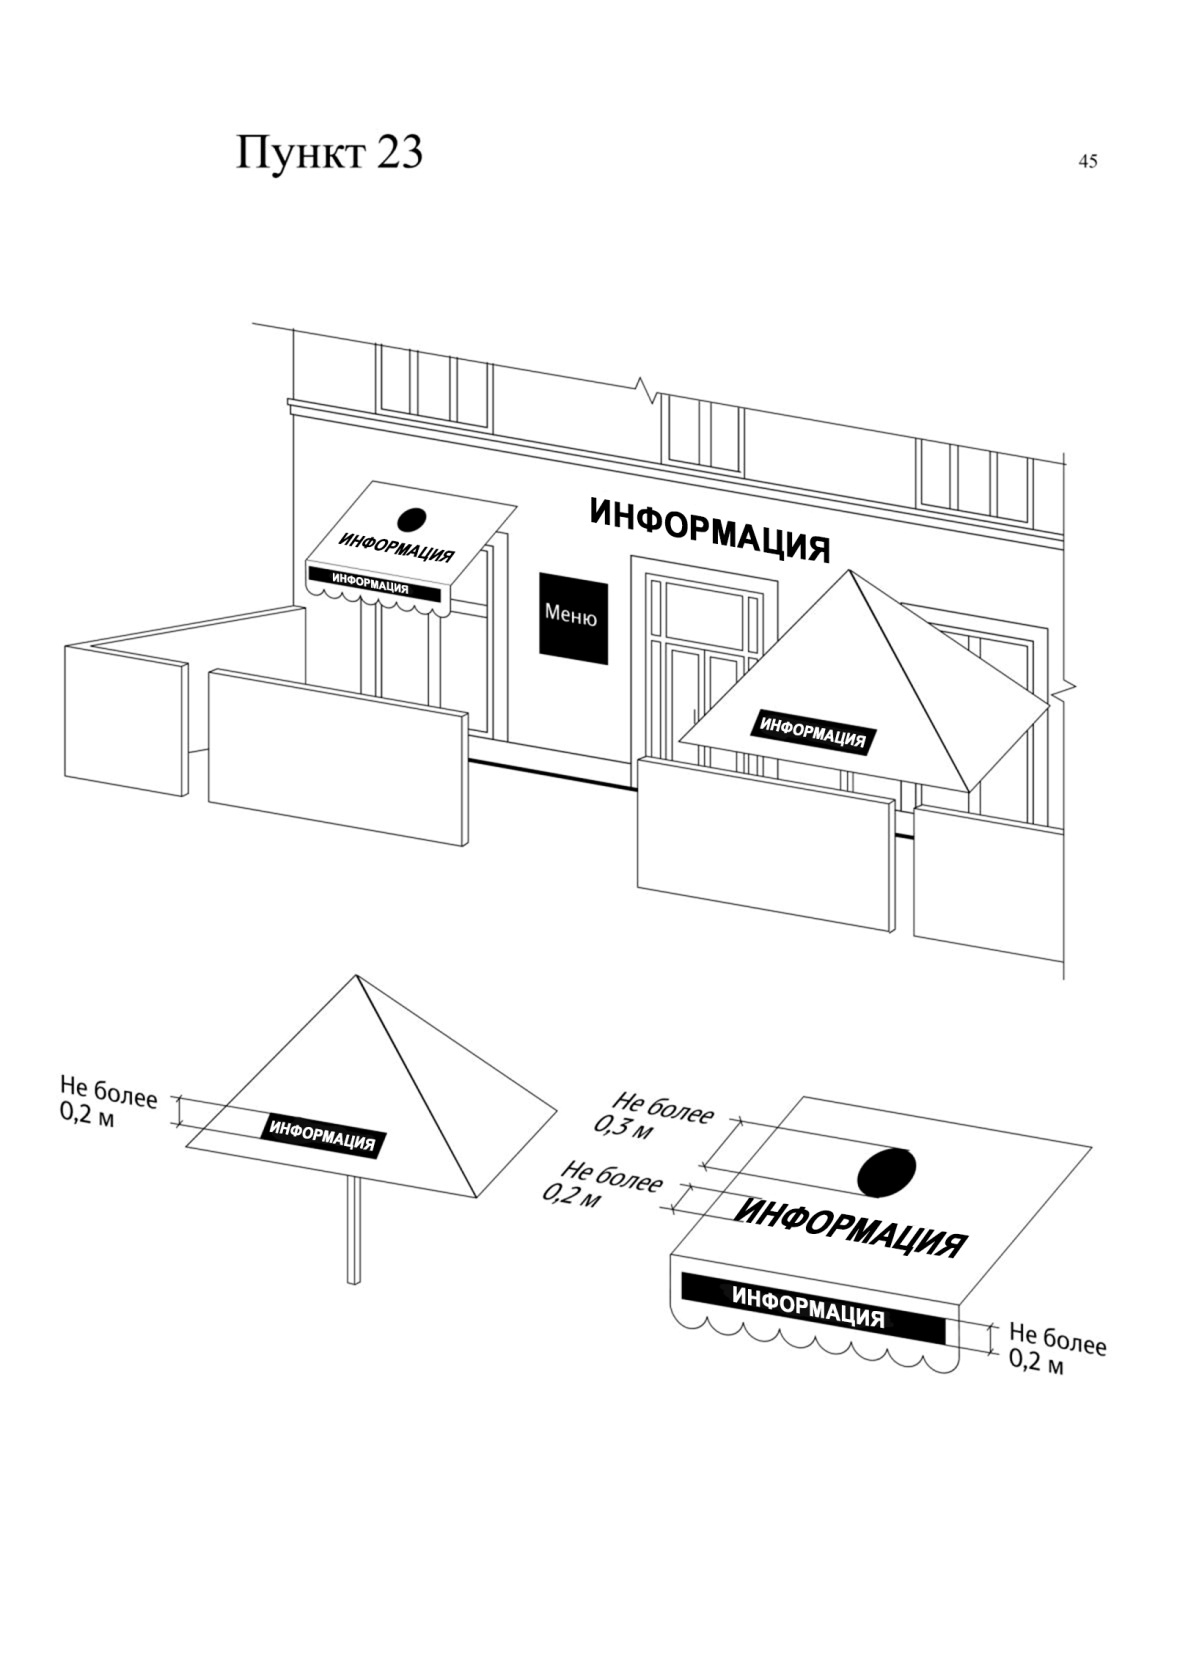 Пункт 23
45
ИНФОРМАЦИЯ
ИНФОРМАЦИЯ
ИНФОРМАЦИЯ
Меню
ИНФОРМАЦИЯ
Не более
0,2 м
ИНФОРМАЦИЯ
Не более
0,3 м
Не более
0,2 м
ИНФОРМАЦИЯ
ИНФОРМАЦИЯ
Не более
0,2 м